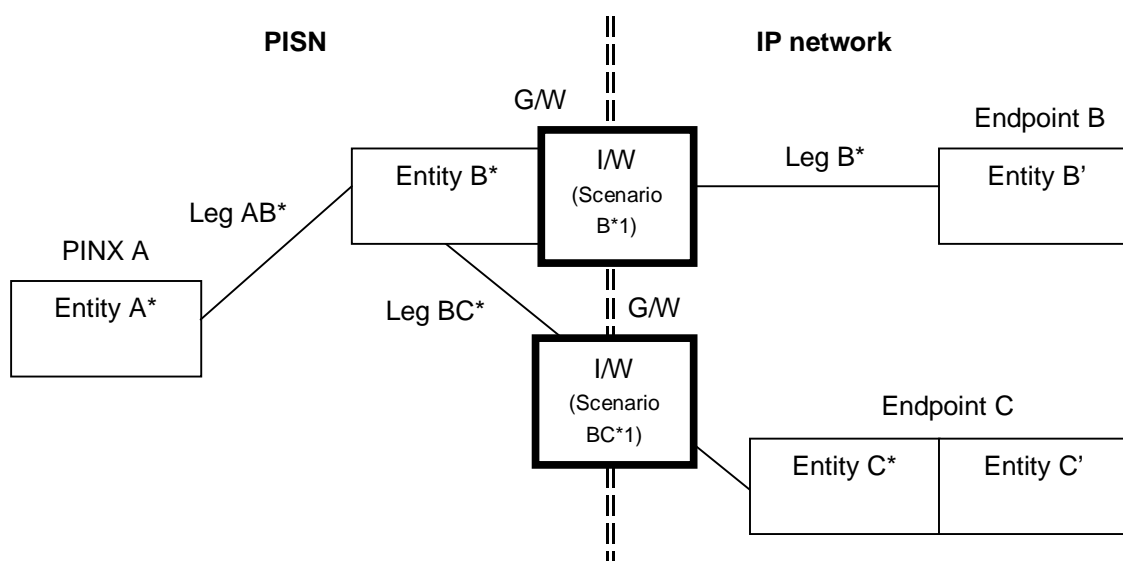 PISN
IP network
G/W
Endpoint B
I/W
(Scenario
B*1)
Entity B*
Leg B*
Entity B’
Leg AB*
PINX A
Entity A*
Leg BC*
G/W
I/W
(Scenario
BC*1)
Endpoint C
Entity C*
Entity C’